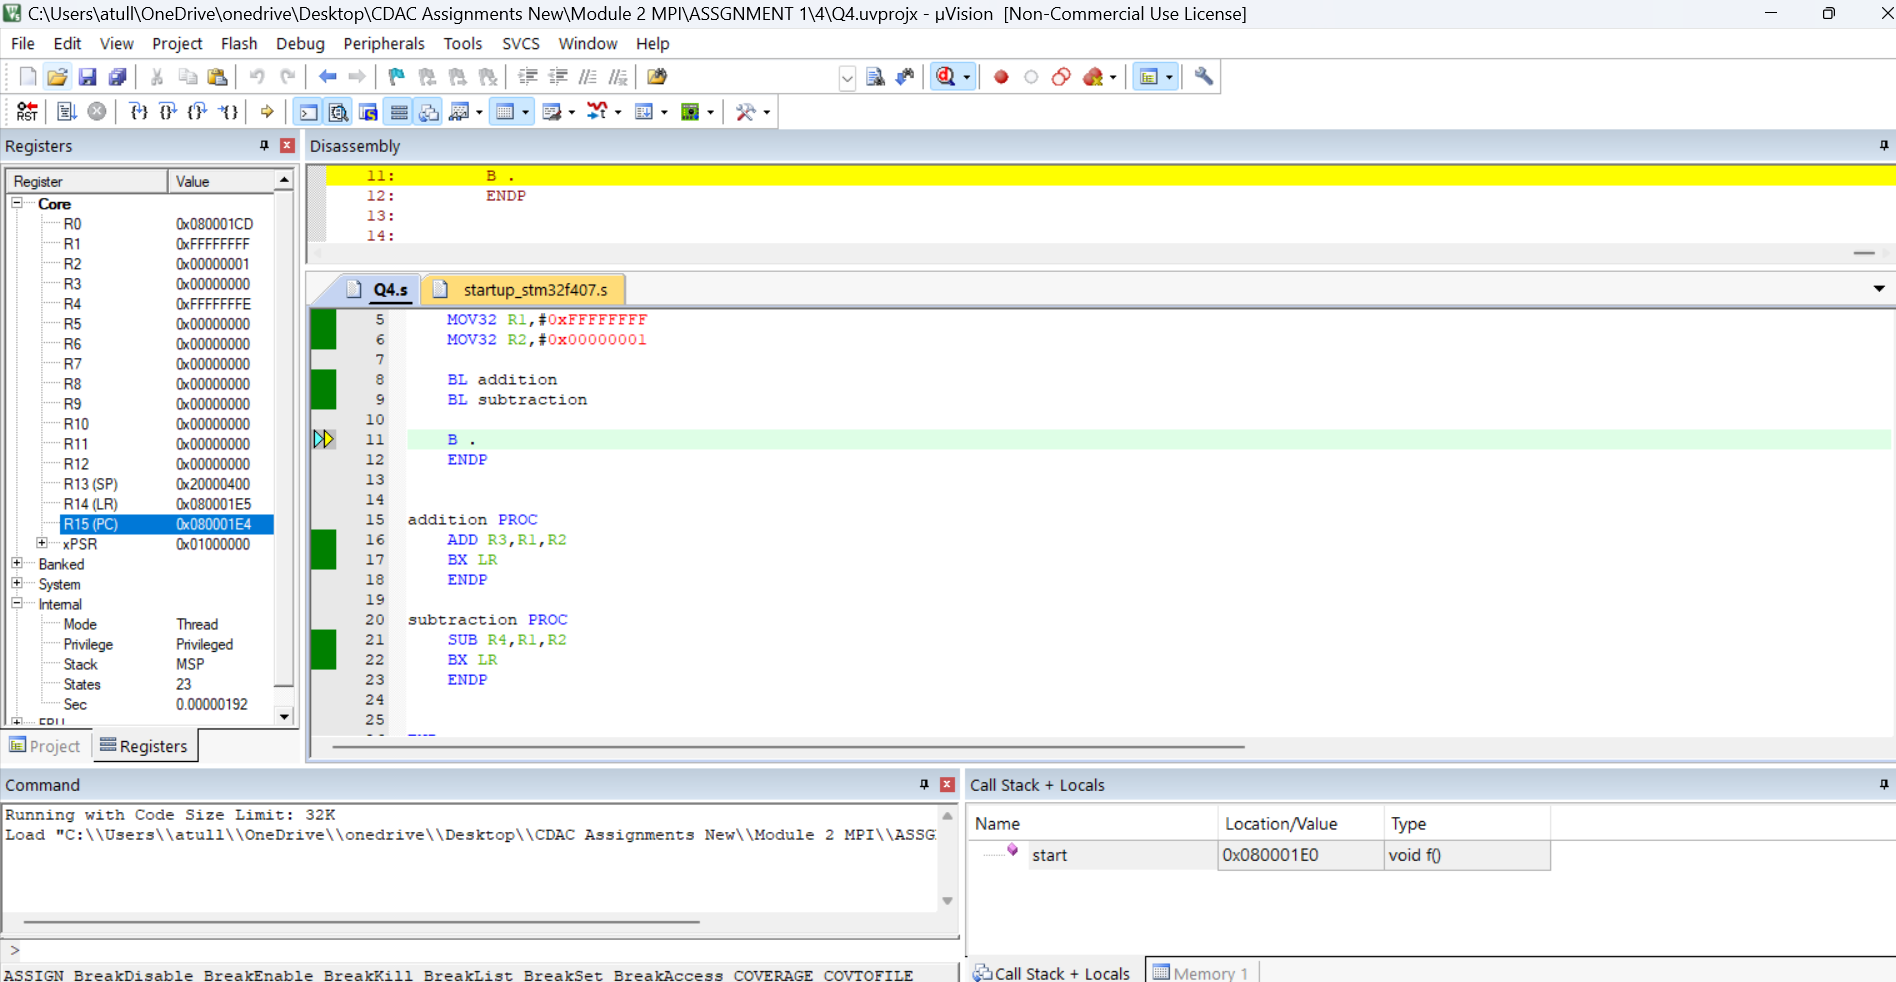 C:\Users\atull\OneDrive\onedrive\Desktop\CDAC Assignments New\Module 2 MPI\ASSGNMENT 1\4\Q4.uvprojx - µVision [Non-Commercial Use License]
File Edit View Project Flash Debug Peripherals Tools SVCS Window Help
RST
Registers
Register Value
Core
R0 0x080001CD
R1 0xFFFFFFFF
R2 0x00000001
R3 0x00000000
R4 0xFFFFFFFE
R5 0x00000000
R6 0x00000000
R7 0x00000000
R8 0x00000000
R9 0x00000000
R10 0x00000000
R11 0x00000000
R12 0x00000000
R13 (SP) 0x20000400
R14 (LR) 0x080001E5
R15 (PC) 0x080001E4
xPSR 0x01000000
Banked
System
Internal
Mode Thread
Privilege Privileged
Stack MSP
States 23
Sec 0.00000192
FPU
Project Registers
Disassembly
11: B .
12: ENDP
13:
14:
Q4.s startup_stm32f407.s
5 MOV32 R1,#0xFFFFFFFF
6 MOV32 R2,#0x00000001
7
8 BL addition
9 BL subtraction
10
11 B .
12 ENDP
13
14
15 addition PROC
16 ADD R3,R1,R2
17 BX LR
18 ENDP
19
20 subtraction PROC
21 SUB R4,R1,R2
22 BX LR
23 ENDP
24
25
Command
Running with Code Size Limit: 32K
Load "C:\\Users\\atull\\OneDrive\\onedrive\\Desktop\\CDAC Assignments New\\Module 2 MPI\\ASSG
>
ASSIGN BreakDisable BreakEnable BreakKill BreakList BreakSet BreakAccess COVERAGE COVTOFILE
Call Stack + Locals
Name Location/Value Type
start 0x080001E0 void f()
Call Stack + Locals Memory 1